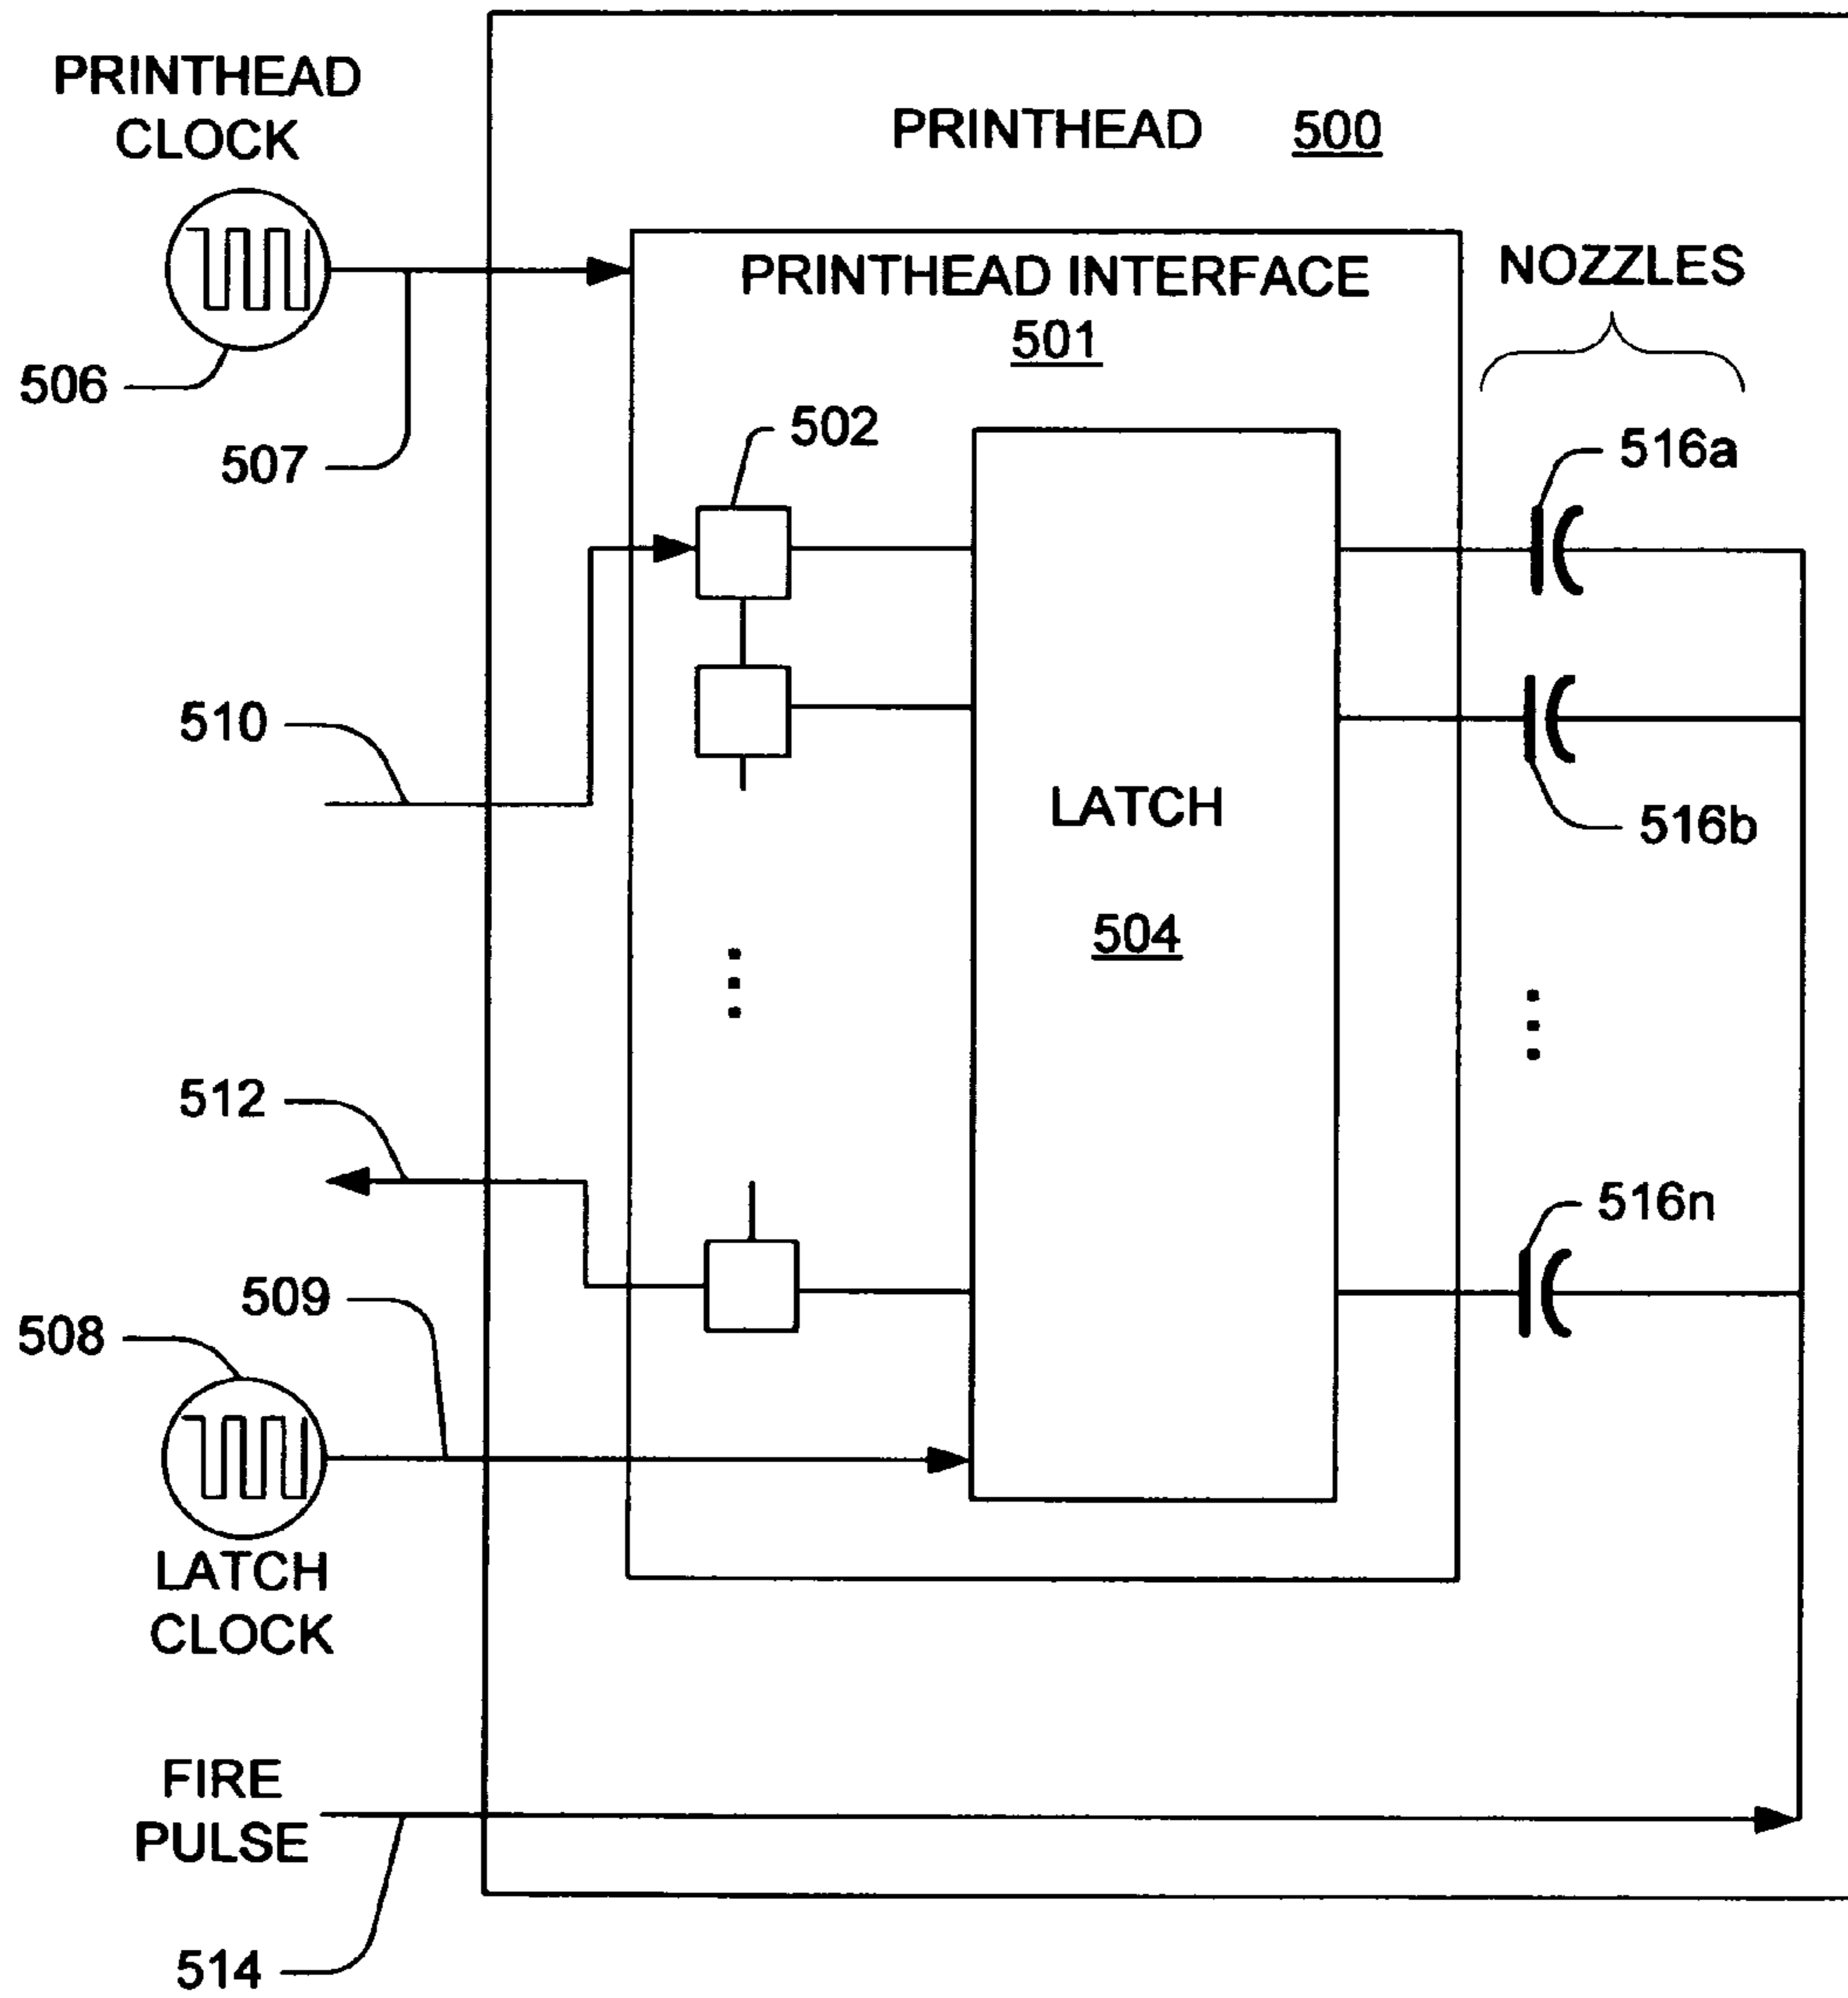 PRINTHEAD
CLOCK
PRINTHEAD 500
PRINTHEAD INTERFACE
501
NOZZLES
506
507
502
516a
510
516b
LATCH
504
512
516n
509
508
LATCH
CLOCK
FIRE
PULSE
514